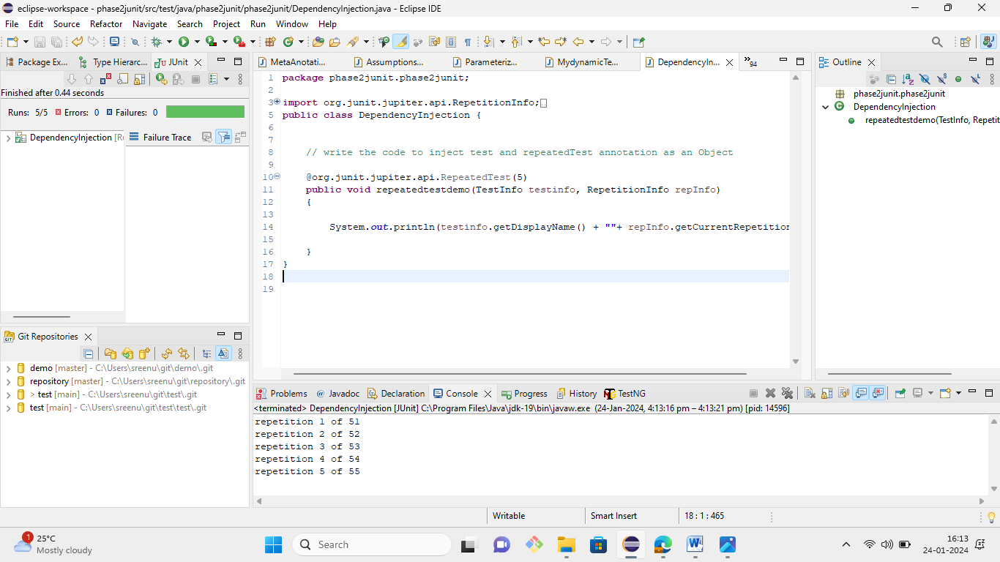 eclipse-workspace - phase2junit/src/test/java/phase2junit/phase2junit/DependencyInjection.java - Eclipse IDE
File Edit Source Refactor Navigate Search Project Run Window Help
Package Ex... Type Hierarc... JUnit
Finished after 0.44 seconds
Runs: 5/5 Errors: 0 Failures: 0
DependencyInjection [Ru
Failure Trace
Git Repositories
demo [master] - C:\Users\sreenu\git\demo\.git
repository [master] - C:\Users\sreenu\git\repository\.git
> test [main] - C:\Users\sreenu\git\test\.git
test [main] - C:\Users\sreenu\git\test\test\.git
MetaAnotati... Assumptions... Parameteriz... MydynamicTe... DependencyIn... »94
1 package phase2junit.phase2junit;
2
3 import org.junit.jupiter.api.RepetitionInfo;
5 public class DependencyInjection {
6
7
8 // write the code to inject test and repeatedTest annotation as an Object
9
10 @org.junit.jupiter.api.RepeatedTest(5)
11 public void repeatedtestdemo(TestInfo testinfo, RepetitionInfo repInfo)
12 {
13
14 System.out.println(testinfo.getDisplayName() + ""+ repInfo.getCurrentRepetition
15
16 }
17 }
18
19
Outline
phase2junit.phase2junit
DependencyInjection
repeatedtestdemo(TestInfo, Repetit
Problems @ Javadoc Declaration Console Progress History TestNG
<terminated> DependencyInjection [JUnit] C:\Program Files\Java\jdk-19\bin\javaw.exe (24-Jan-2024, 4:13:16 pm – 4:13:21 pm) [pid: 14596]
repetition 1 of 51
repetition 2 of 52
repetition 3 of 53
repetition 4 of 54
repetition 5 of 55
Writable Smart Insert 18 : 1 : 465
1
25°C
Mostly cloudy
Search
16:13
24-01-2024